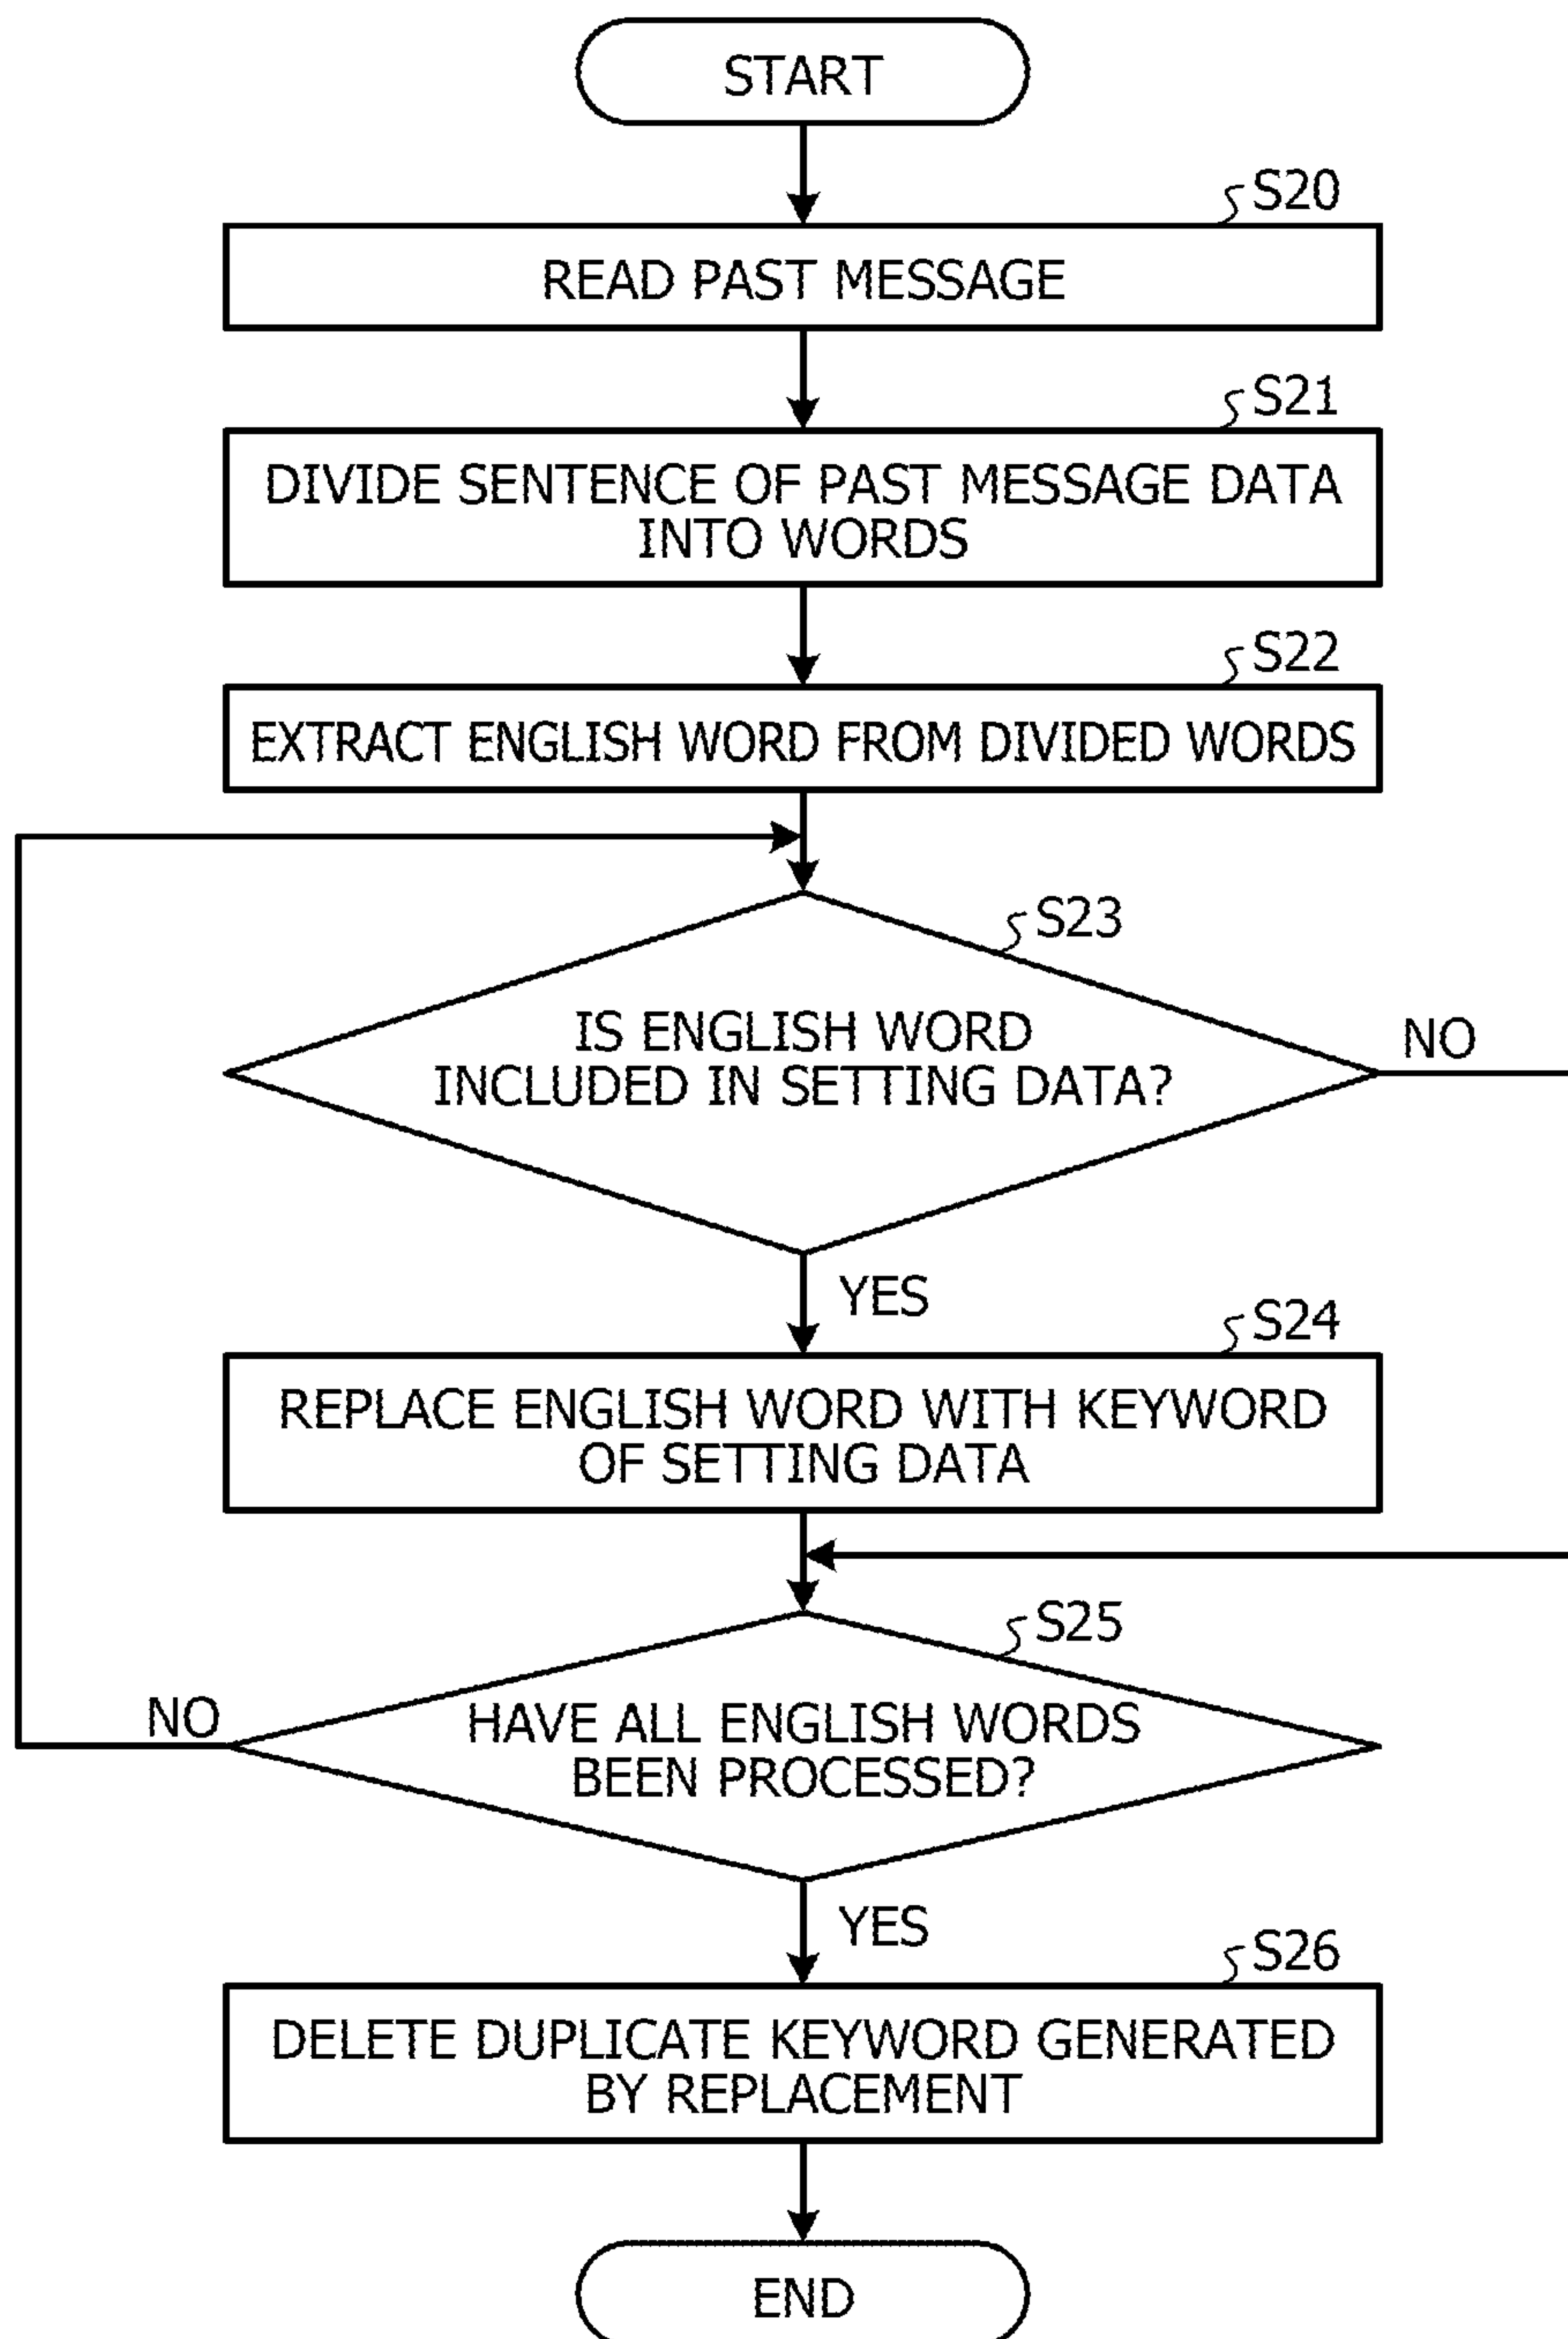 START
S20
READ PAST MESSAGE
S21
DIVIDE SENTENCE OF PAST MESSAGE DATA
INTO WORDS
S22
EXTRACT ENGLISH WORD FROM DIVIDED WORDS
S23
IS ENGLISH WORD
INCLUDED IN SETTING DATA?
NO
YES
S24
REPLACE ENGLISH WORD WITH KEYWORD
OF SETTING DATA
S25
HAVE ALL ENGLISH WORDS
BEEN PROCESSED?
NO
YES
S26
DELETE DUPLICATE KEYWORD GENERATED
BY REPLACEMENT
END